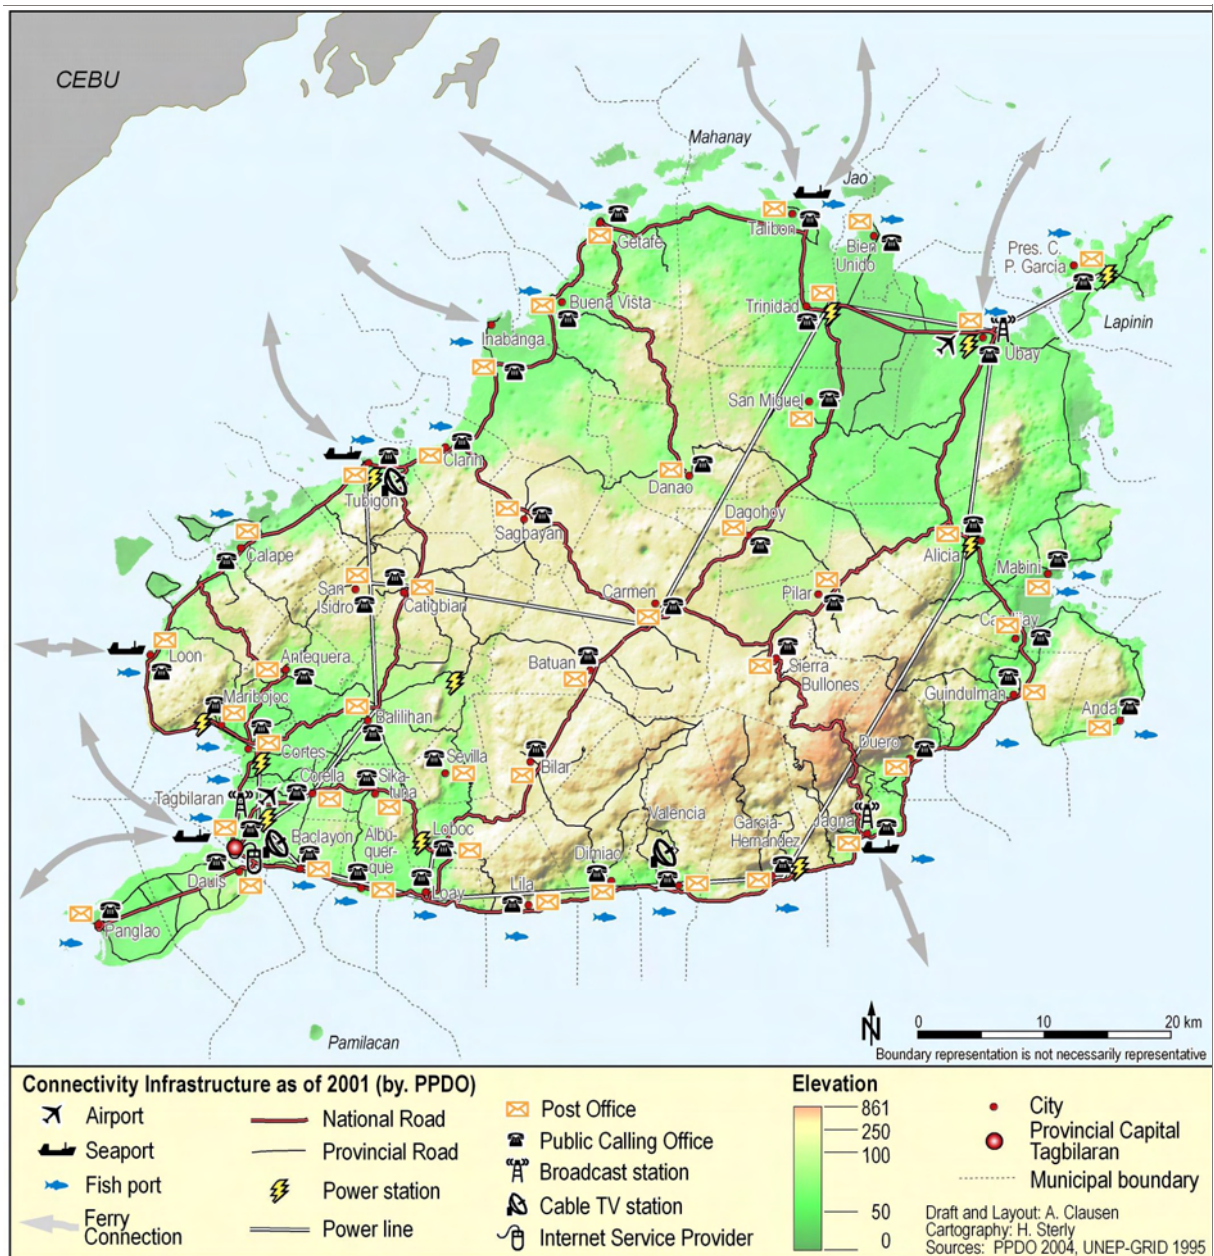 CEBU
Mahanay
Jao
Getafe
Talibon
Bien
Unido
Pres. C.
P. Garcia
Buena Vista
Trinidad
Lapinin
Inabanga
Ubay
San Miguel
Clarin
Danao
Tubigon
Sagbayan
Dagohoy
Calape
Alicia
Mabini
San
Isidro
Catigbian
Carmen
Pilar
Loon
Antequera
Batuan
Sierra
Bullones
Maribojoc
Guindulman
Anda
Balilihan
Cortes
Duero
Sevilla
Bilar
Corella
Sika-
tuna
Tagbilaran
Valencia
Jagna
Baclayon
Albu-
quer-
que
Loboc
Garcia-
Hernandez
Dimiao
Dauis
Loay
Lila
Panglao
Pamilacan
N
0 10 20 km
Boundary representation is not necessarily representative
Connectivity Infrastructure as of 2001 (by. PPDO)
Airport
Seaport
Fish port
Ferry
Connection
National Road
Provincial Road
Power station
Power line
Post Office
Public Calling Office
Broadcast station
Cable TV station
Internet Service Provider
Elevation
861
250
100
50
0
City
Provincial Capital
Tagbilaran
Municipal boundary
Draft and Layout: A. Clausen
Cartography: H. Sterly
Sources: PPDO 2004, UNEP-GRID 1995